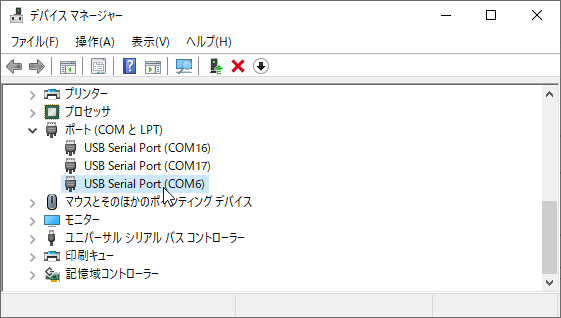 デバイス マネージャー
ファイル(F) 操作(A) 表示(V) ヘルプ(H)
プリンター
プロセッサ
ポート (COM と LPT)
USB Serial Port (COM16)
USB Serial Port (COM17)
USB Serial Port (COM6)
マウスとそのほかのポインティング デバイス
モニター
ユニバーサル シリアル バス コントローラー
印刷キュー
記憶域コントローラー